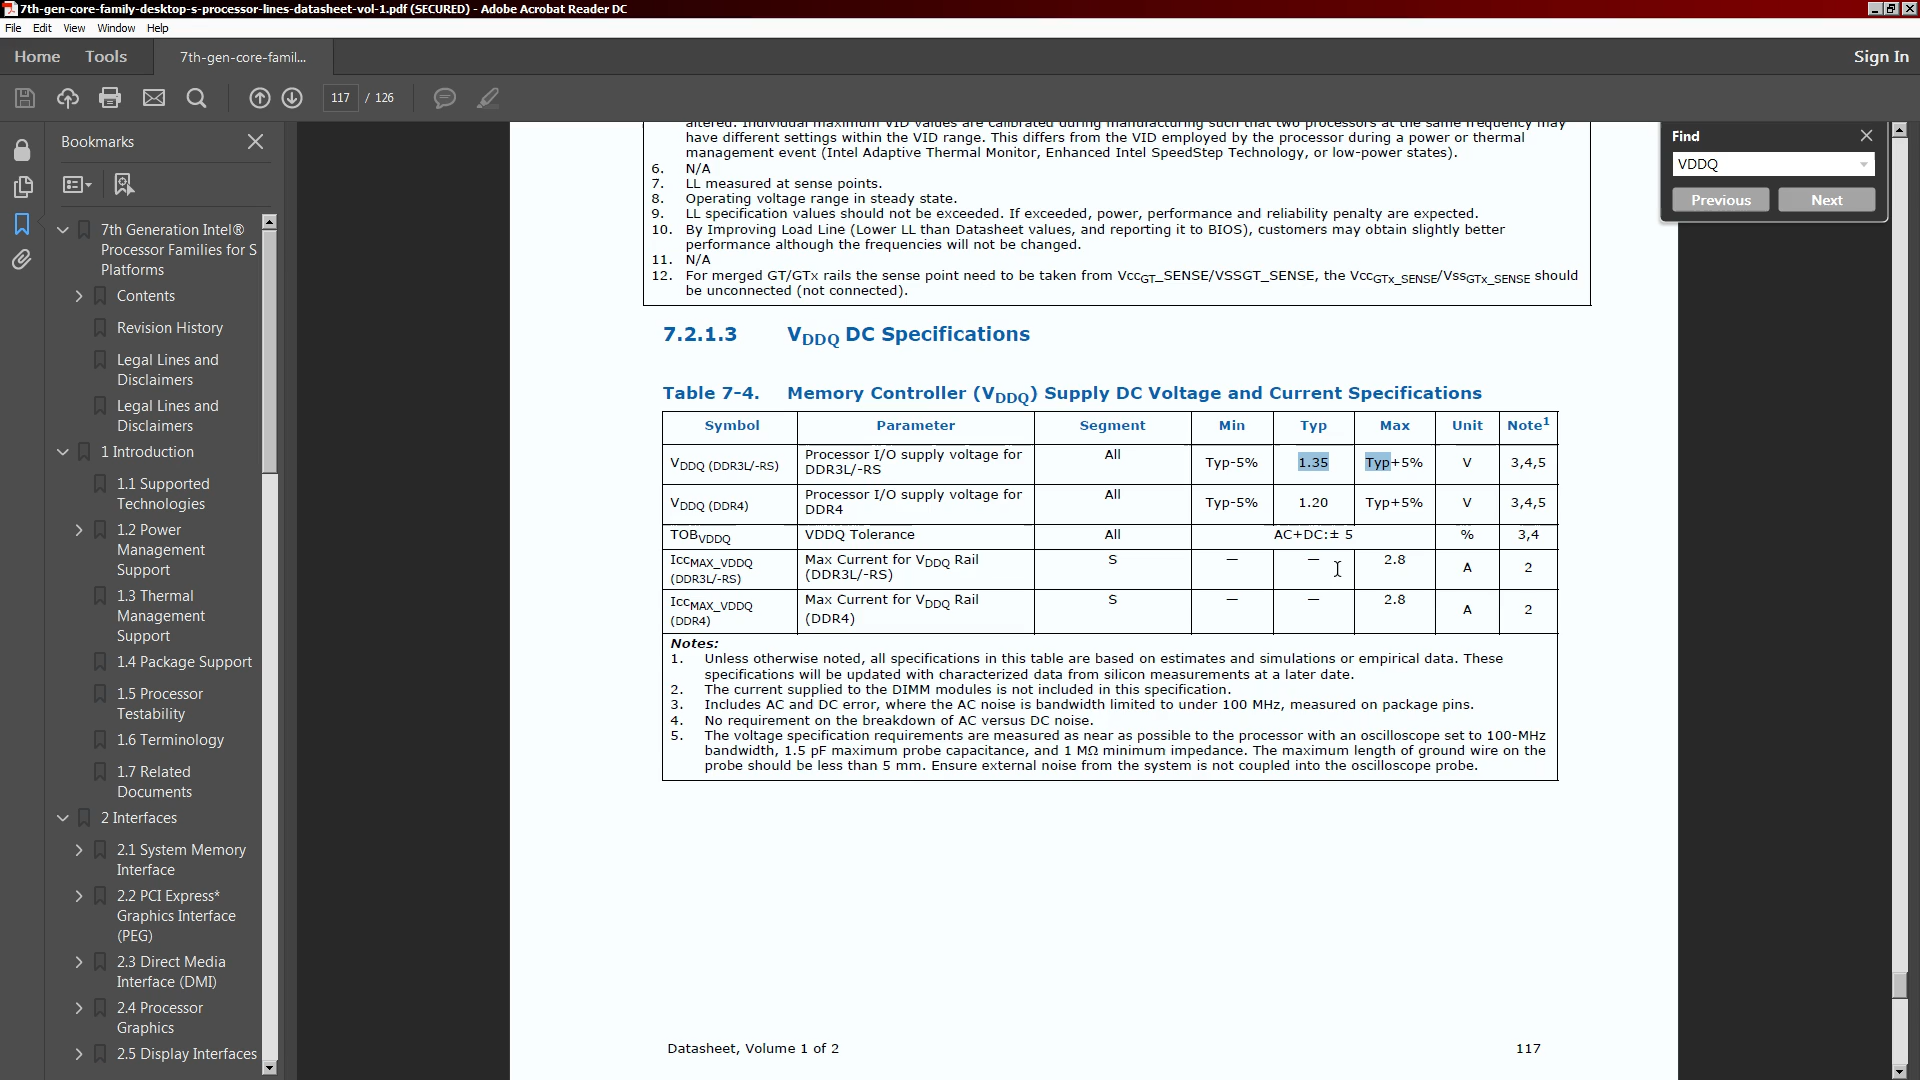 7th-gen-core-family-desktop-s-processor-lines-datasheet-vol-1.pdf (SECURED) - Adobe Acrobat Reader DC
File Edit View Window Help
Home Tools 7th-gen-core-famil... Sign In
117 / 126
Bookmarks
7th Generation Intel®
Processor Families for S
Platforms
Contents
Revision History
Legal Lines and
Disclaimers
Legal Lines and
Disclaimers
1 Introduction
1.1 Supported
Technologies
1.2 Power
Management
Support
1.3 Thermal
Management
Support
1.4 Package Support
1.5 Processor
Testability
1.6 Terminology
1.7 Related
Documents
2 Interfaces
2.1 System Memory
Interface
2.2 PCI Express*
Graphics Interface
(PEG)
2.3 Direct Media
Interface (DMI)
2.4 Processor
Graphics
2.5 Display Interfaces
altered. Individual maximum VID values are calibrated during manufacturing such that two processors at the same frequency may
have different settings within the VID range. This differs from the VID employed by the processor during a power or thermal
management event (Intel Adaptive Thermal Monitor, Enhanced Intel SpeedStep Technology, or low-power states).
6. N/A
7. LL measured at sense points.
8. Operating voltage range in steady state.
9. LL specification values should not be exceeded. If exceeded, power, performance and reliability penalty are expected.
10. By Improving Load Line (Lower LL than Datasheet values, and reporting it to BIOS), customers may obtain slightly better
performance although the frequencies will not be changed.
11. N/A
12. For merged GT/GTx rails the sense point need to be taken from VccGT_SENSE/VSSGT_SENSE, the VccGTx_SENSE/VssGTx_SENSE should
be unconnected (not connected).
7.2.1.3 VDDQ DC Specifications
Table 7-4. Memory Controller (VDDQ) Supply DC Voltage and Current Specifications
Symbol Parameter Segment Min Typ Max Unit Note1
VDDQ (DDR3L/-RS) Processor I/O supply voltage for
DDR3L/-RS All Typ-5% 1.35 Typ+5% V 3,4,5
VDDQ (DDR4) Processor I/O supply voltage for
DDR4 All Typ-5% 1.20 Typ+5% V 3,4,5
TOBVDDQ VDDQ Tolerance All AC+DC:± 5 % 3,4
IccMAX_VDDQ
(DDR3L/-RS) Max Current for VDDQ Rail
(DDR3L/-RS) S — — 2.8 A 2
IccMAX_VDDQ
(DDR4) Max Current for VDDQ Rail
(DDR4) S — — 2.8 A 2
Notes:
1. Unless otherwise noted, all specifications in this table are based on estimates and simulations or empirical data. These
specifications will be updated with characterized data from silicon measurements at a later date.
2. The current supplied to the DIMM modules is not included in this specification.
3. Includes AC and DC error, where the AC noise is bandwidth limited to under 100 MHz, measured on package pins.
4. No requirement on the breakdown of AC versus DC noise.
5. The voltage specification requirements are measured as near as possible to the processor with an oscilloscope set to 100-MHz
bandwidth, 1.5 pF maximum probe capacitance, and 1 MΩ minimum impedance. The maximum length of ground wire on the
probe should be less than 5 mm. Ensure external noise from the system is not coupled into the oscilloscope probe.
Datasheet, Volume 1 of 2 117
Find
VDDQ
Previous Next